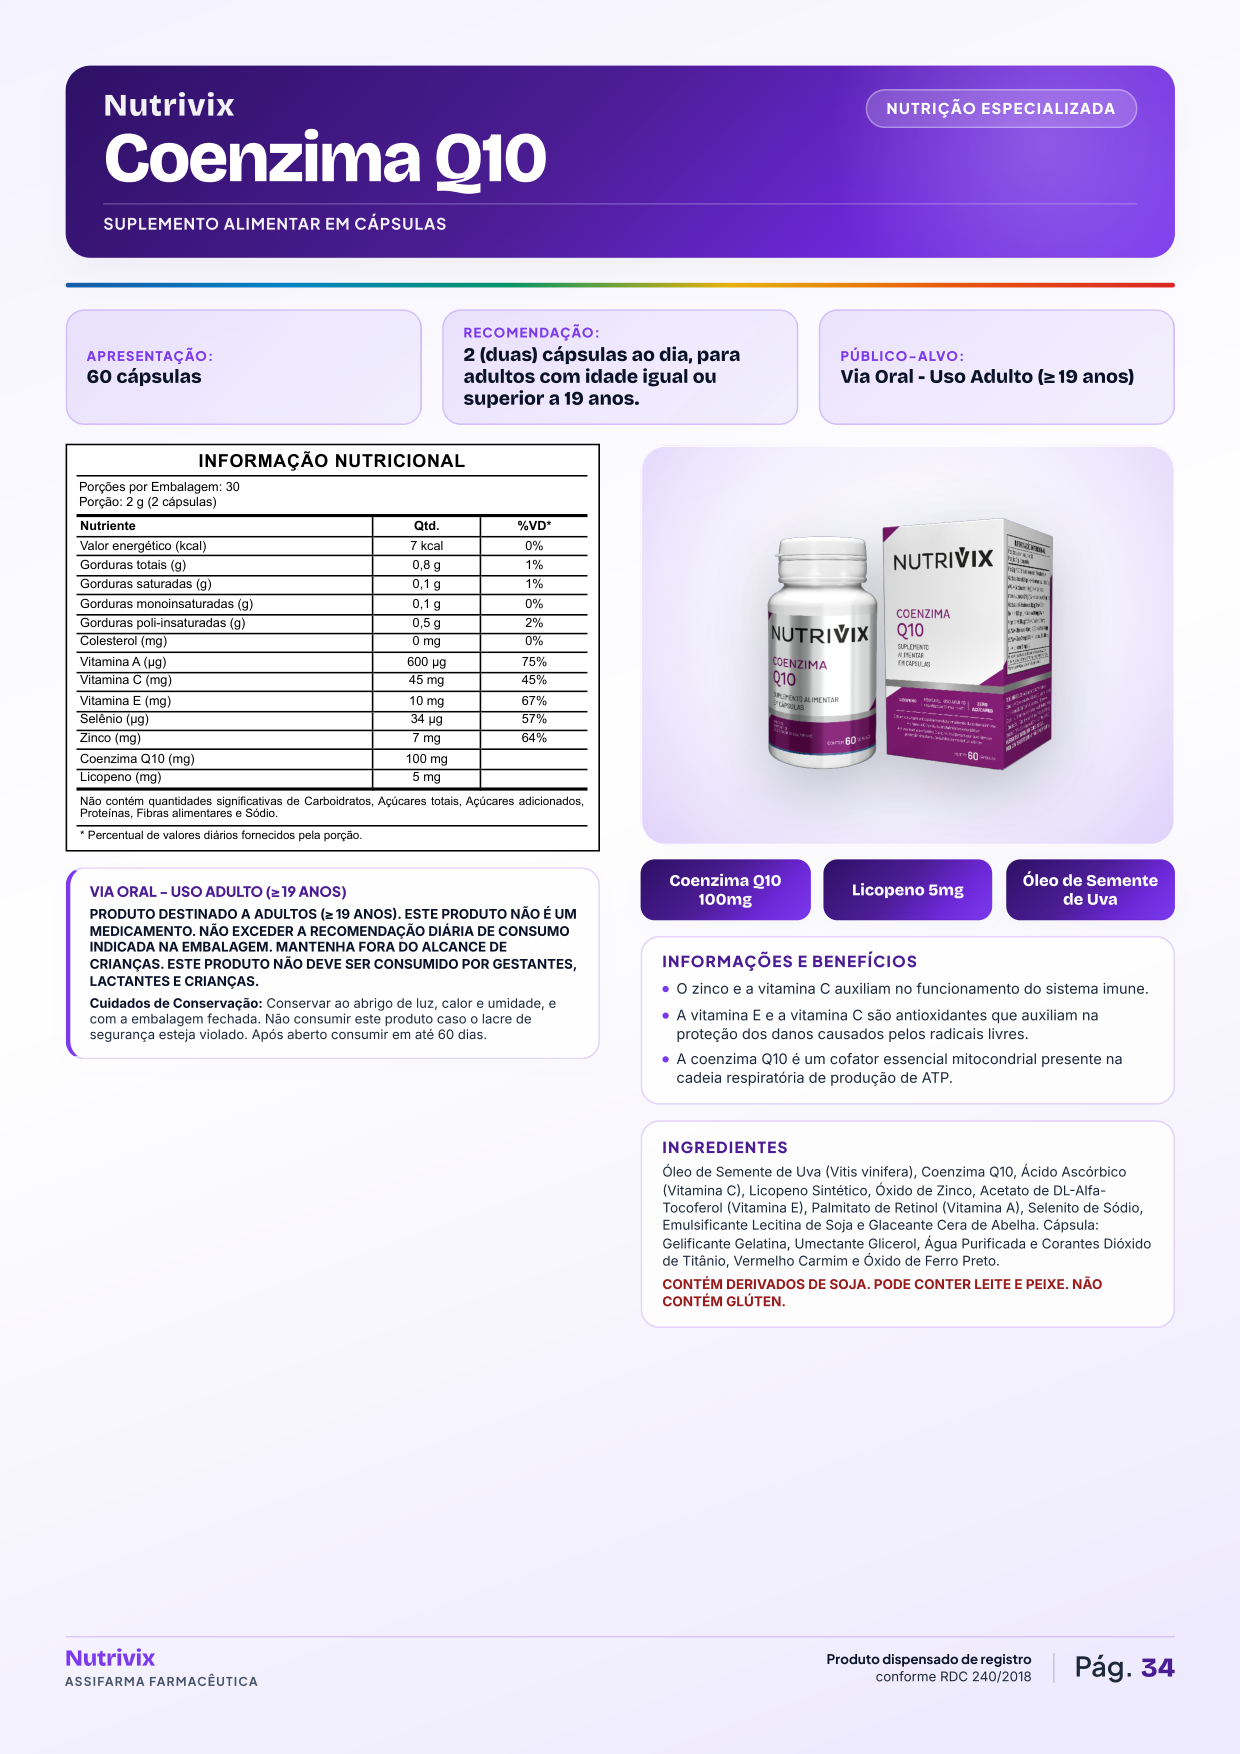 Nutrivix
NUTRIÇÃO ESPECIALIZADA
Coenzima Q10
SUPLEMENTO ALIMENTAR EM CÁPSULAS
APRESENTAÇÃO:
60 cápsulas
RECOMENDAÇÃO:
2 (duas) cápsulas ao dia, para
adultos com idade igual ou
superior a 19 anos.
PÚBLICO-ALVO:
Via Oral - Uso Adulto (≥ 19 anos)
INFORMAÇÃO NUTRICIONAL
Porções por Embalagem: 30
Porção: 2 g (2 cápsulas)
Nutriente Qtd. %VD*
Valor energético (kcal) 7 kcal 0%
Gorduras totais (g) 0,8 g 1%
Gorduras saturadas (g) 0,1 g 1%
Gorduras monoinsaturadas (g) 0,1 g 0%
Gorduras poli-insaturadas (g) 0,5 g 2%
Colesterol (mg) 0 mg 0%
Vitamina A (µg) 600 µg 75%
Vitamina C (mg) 45 mg 45%
Vitamina E (mg) 10 mg 67%
Selênio (µg) 34 µg 57%
Zinco (mg) 7 mg 64%
Coenzima Q10 (mg) 100 mg
Licopeno (mg) 5 mg
Não contém quantidades significativas de Carboidratos, Açúcares totais, Açúcares adicionados,
Proteínas, Fibras alimentares e Sódio.
* Percentual de valores diários fornecidos pela porção.
VIA ORAL – USO ADULTO (≥ 19 ANOS)
PRODUTO DESTINADO A ADULTOS (≥ 19 ANOS). ESTE PRODUTO NÃO É UM
MEDICAMENTO. NÃO EXCEDER A RECOMENDAÇÃO DIÁRIA DE CONSUMO
INDICADA NA EMBALAGEM. MANTENHA FORA DO ALCANCE DE
CRIANÇAS. ESTE PRODUTO NÃO DEVE SER CONSUMIDO POR GESTANTES,
LACTANTES E CRIANÇAS.
Cuidados de Conservação: Conservar ao abrigo de luz, calor e umidade, e
com a embalagem fechada. Não consumir este produto caso o lacre de
segurança esteja violado. Após aberto consumir em até 60 dias.
NUTRIVIX
COENZIMA
Q10
SUPLEMENTO ALIMENTAR
EM CÁPSULAS
60
NUTRIVIX
COENZIMA
Q10
SUPLEMENTO
ALIMENTAR
EM CÁPSULAS
ZERO
AÇÚCARES
60
Coenzima Q10
100mg
Licopeno 5mg
Óleo de Semente
de Uva
INFORMAÇÕES E BENEFÍCIOS
• O zinco e a vitamina C auxiliam no funcionamento do sistema imune.
• A vitamina E e a vitamina C são antioxidantes que auxiliam na
proteção dos danos causados pelos radicais livres.
• A coenzima Q10 é um cofator essencial mitocondrial presente na
cadeia respiratória de produção de ATP.
INGREDIENTES
Óleo de Semente de Uva (Vitis vinifera), Coenzima Q10, Ácido Ascórbico
(Vitamina C), Licopeno Sintético, Óxido de Zinco, Acetato de DL-Alfa-
Tocoferol (Vitamina E), Palmitato de Retinol (Vitamina A), Selenito de Sódio,
Emulsificante Lecitina de Soja e Glaceante Cera de Abelha. Cápsula:
Gelificante Gelatina, Umectante Glicerol, Água Purificada e Corantes Dióxido
de Titânio, Vermelho Carmim e Óxido de Ferro Preto.
CONTÉM DERIVADOS DE SOJA. PODE CONTER LEITE E PEIXE. NÃO
CONTÉM GLÚTEN.
Nutrivix
ASSIFARMA FARMACÊUTICA
Produto dispensado de registro
conforme RDC 240/2018
Pág. 34